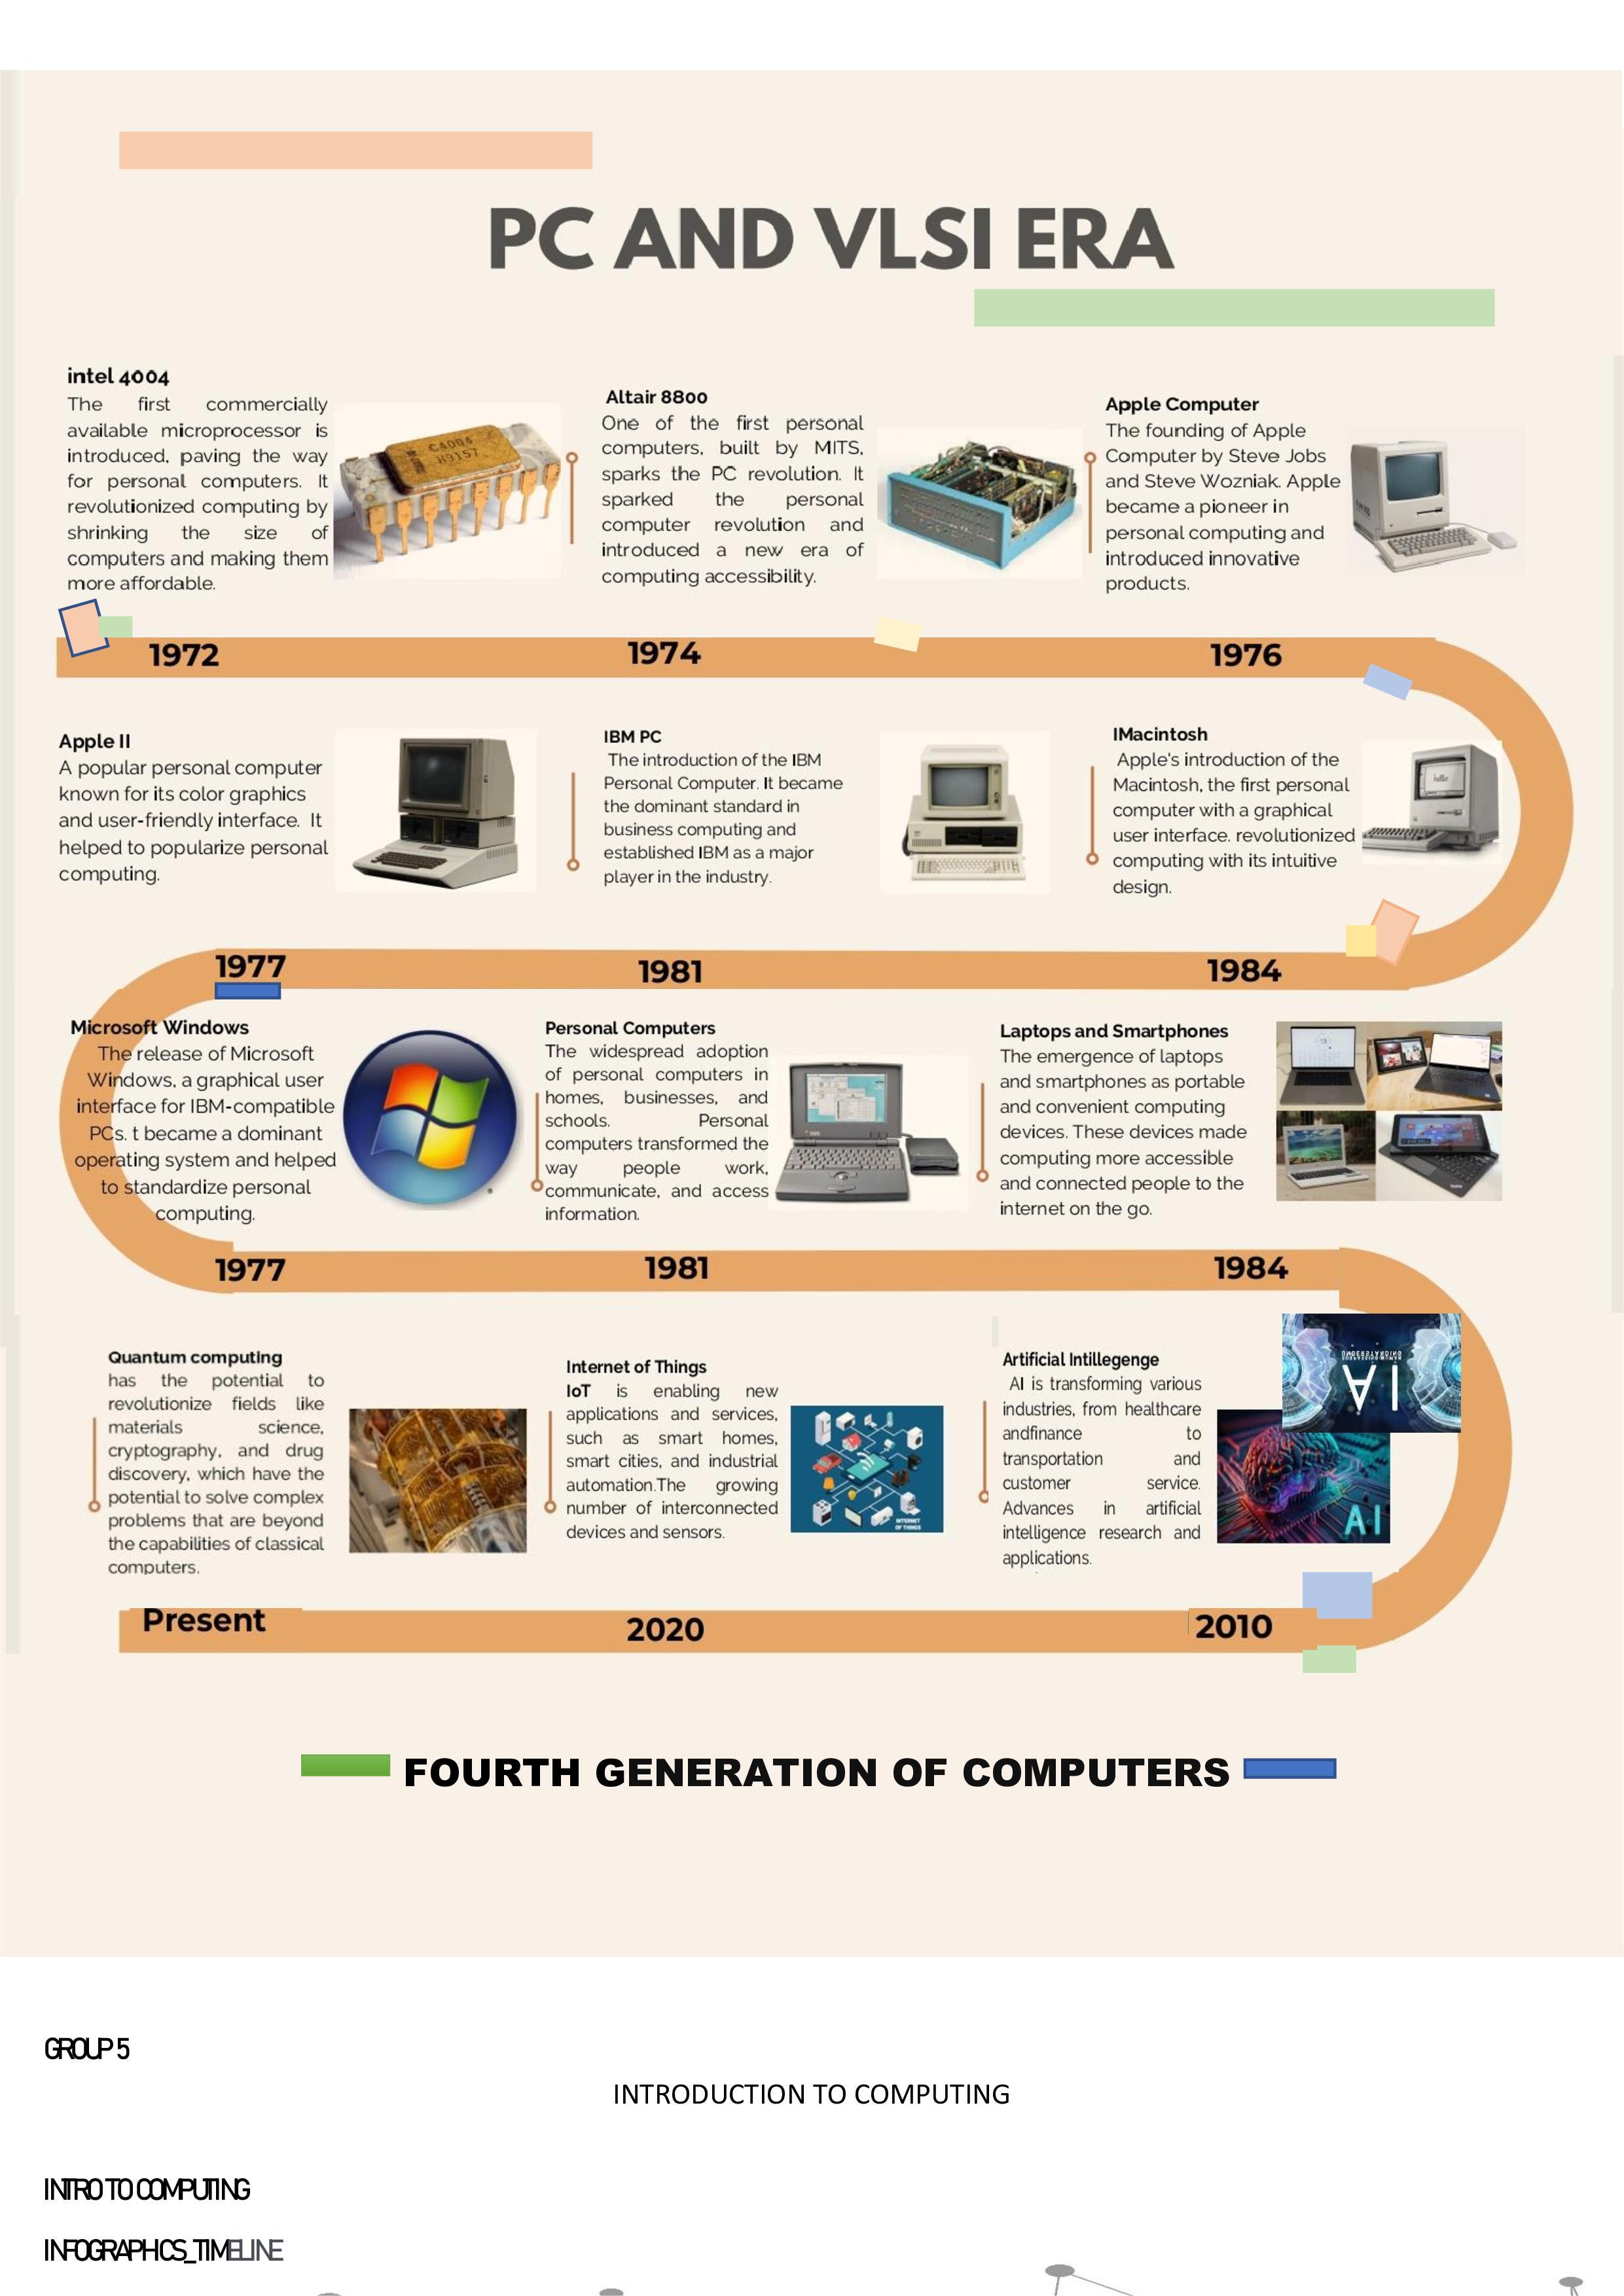 PC AND VLSI ERA
intel 4004
The first commercially
available microprocessor is
introduced, paving the way
for personal computers. It
revolutionized computing by
shrinking the size of
computers and making them
more affordable.
C4004
H9157
Altair 8800
One of the first personal
computers, built by MITS,
sparks the PC revolution. It
sparked the personal
computer revolution and
introduced a new era of
computing accessibility.
Apple Computer
The founding of Apple
Computer by Steve Jobs
and Steve Wozniak. Apple
became a pioneer in
personal computing and
introduced innovative
products.
1972
1974
1976
Apple II
A popular personal computer
known for its color graphics
and user-friendly interface. It
helped to popularize personal
computing.
IBM PC
The introduction of the IBM
Personal Computer. It became
the dominant standard in
business computing and
established IBM as a major
player in the industry.
IMacintosh
Apple's introduction of the
Macintosh, the first personal
computer with a graphical
user interface. revolutionized
computing with its intuitive
design.
hello
1977
1981
1984
Microsoft Windows
The release of Microsoft
Windows, a graphical user
interface for IBM-compatible
PCs. t became a dominant
operating system and helped
to standardize personal
computing.
Personal Computers
The widespread adoption
of personal computers in
homes, businesses, and
schools. Personal
computers transformed the
way people work,
communicate, and access
information.
Laptops and Smartphones
The emergence of laptops
and smartphones as portable
and convenient computing
devices. These devices made
computing more accessible
and connected people to the
internet on the go.
1977
1981
1984
Quantum computing
has the potential to
revolutionize fields like
materials science,
cryptography, and drug
discovery, which have the
potential to solve complex
problems that are beyond
the capabilities of classical
computers.
Internet of Things
IoT is enabling new
applications and services,
such as smart homes,
smart cities, and industrial
automation.The growing
number of interconnected
devices and sensors.
INTERNET
OF THINGS
Artificial Intillegenge
AI is transforming various
industries, from healthcare
andfinance to
transportation and
customer service.
Advances in artificial
intelligence research and
applications.
AI
AI
Present
2020
2010
FOURTH GENERATION OF COMPUTERS
GROUP 5
INTRODUCTION TO COMPUTING
INTRO TO COMPUTING
INFOGRAPHICS_TIMELINE